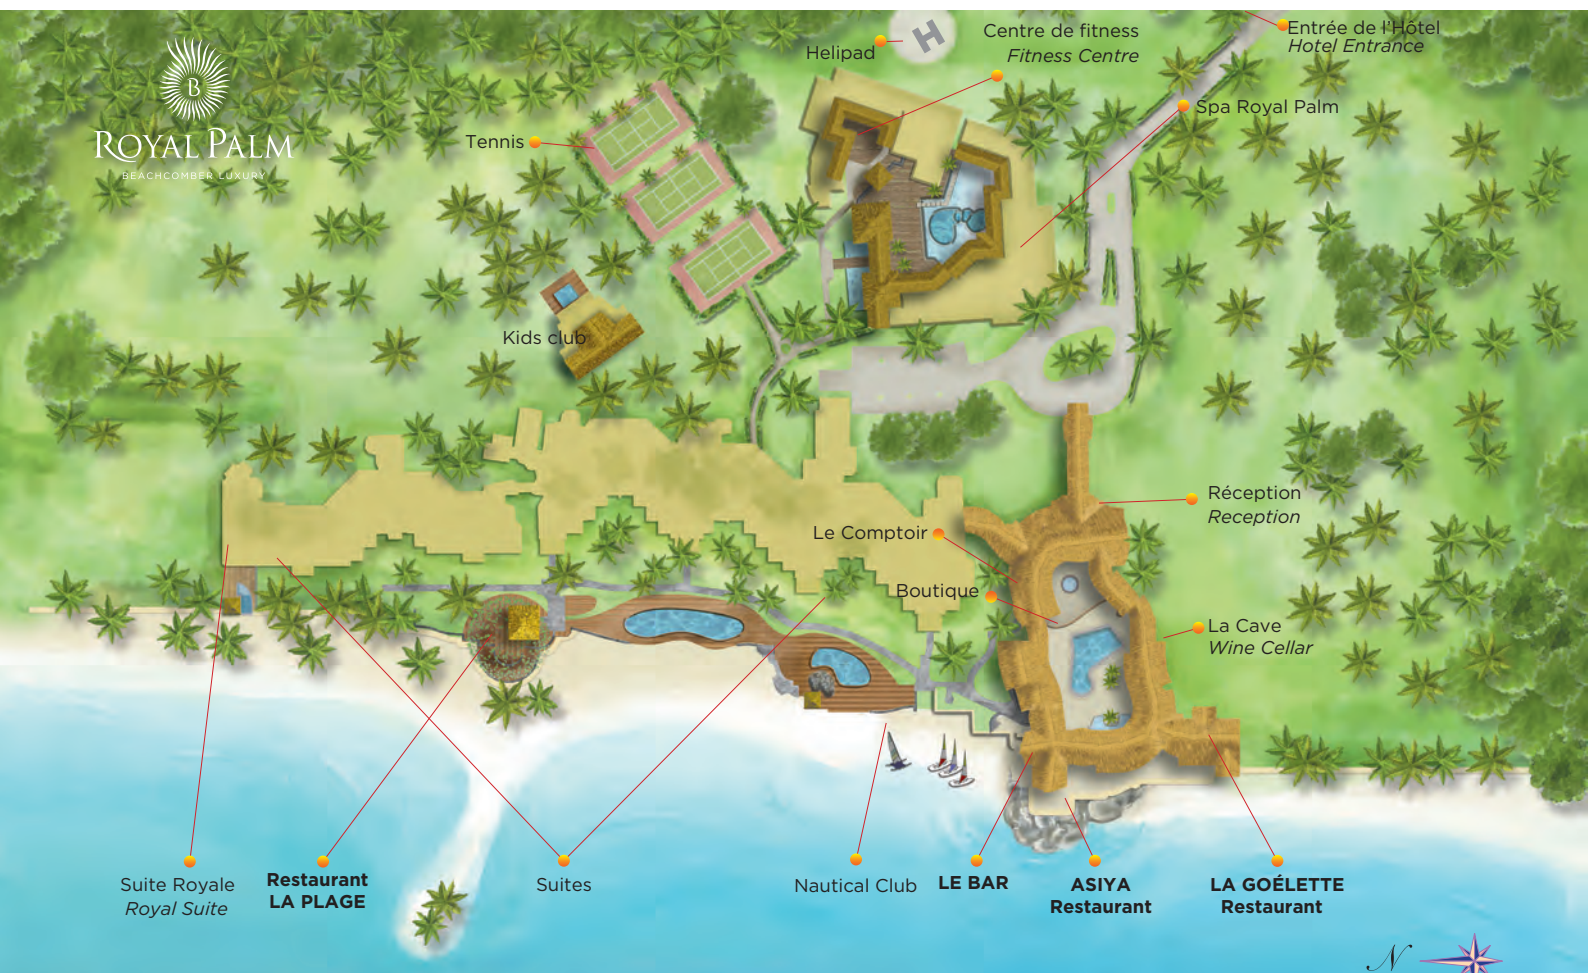 B
ROYAL PALM
BEACHCOMBER LUXURY
Helipad
H
Centre de fitness
Fitness Centre
Entrée de l'Hôtel
Hotel Entrance
Spa Royal Palm
Tennis
Kids club
Réception
Reception
Le Comptoir
Boutique
La Cave
Wine Cellar
Suite Royale
Royal Suite
Restaurant
LA PLAGE
Suites
Nautical Club
LE BAR
ASIYA
Restaurant
LA GOÉLETTE
Restaurant
N